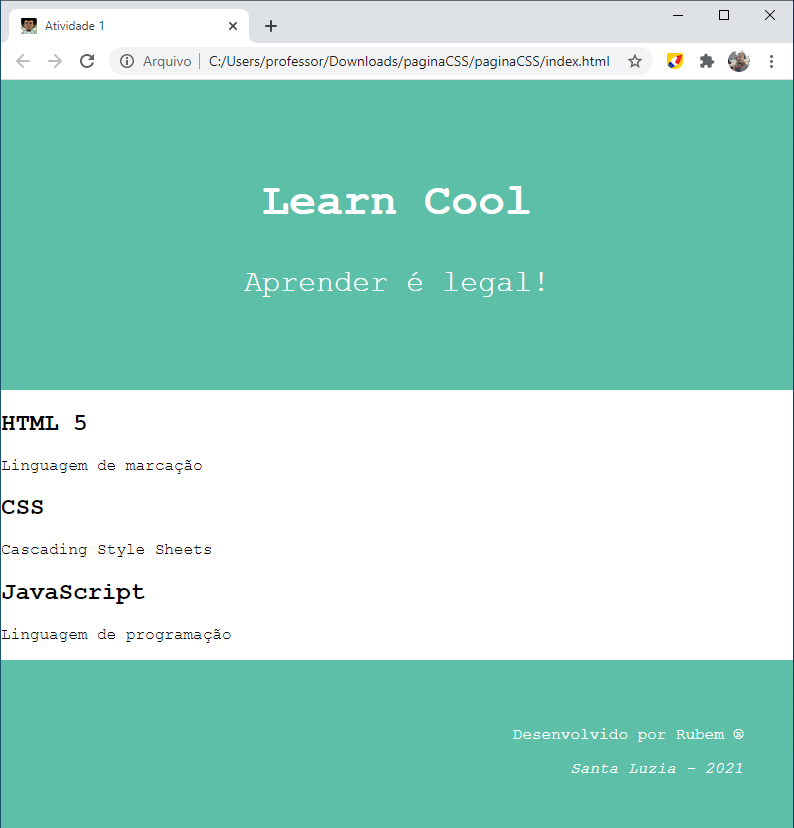 Atividade 1
Arquivo | C:/Users/professor/Downloads/paginaCSS/paginaCSS/index.html
Learn Cool
Aprender é legal!
HTML 5
Linguagem de marcação
CSS
Cascading Style Sheets
JavaScript
Linguagem de programação
Desenvolvido por Rubem ®
Santa Luzia - 2021